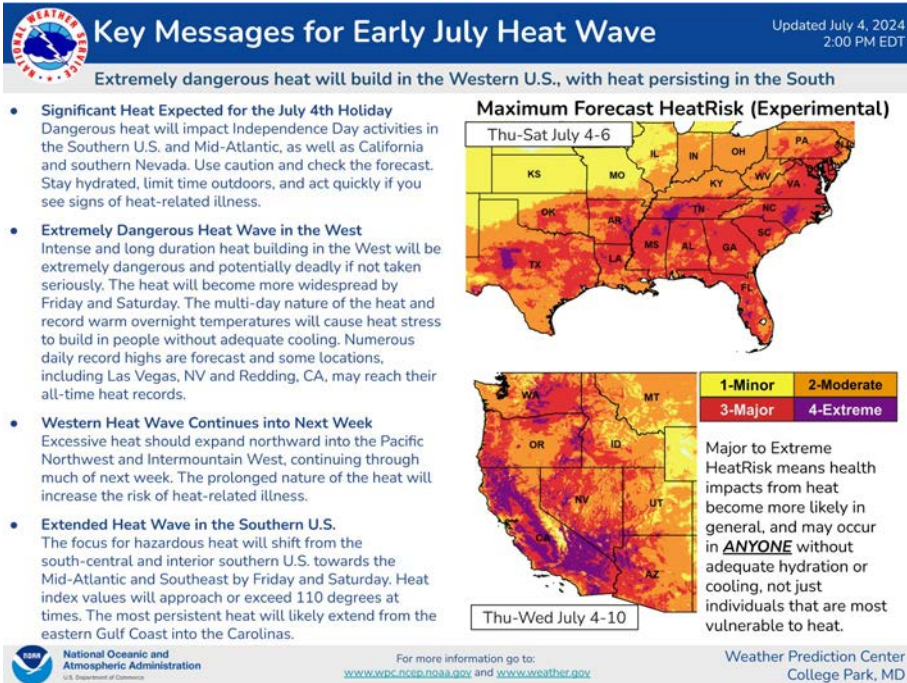 NATIONAL WEATHER SERVICE
Key Messages for Early July Heat Wave
Updated July 4, 2024
2:00 PM EDT
Extremely dangerous heat will build in the Western U.S., with heat persisting in the South
● Significant Heat Expected for the July 4th Holiday
Dangerous heat will impact Independence Day activities in
the Southern U.S. and Mid-Atlantic, as well as California
and southern Nevada. Use caution and check the forecast.
Stay hydrated, limit time outdoors, and act quickly if you
see signs of heat-related illness.
● Extremely Dangerous Heat Wave in the West
Intense and long duration heat building in the West will be
extremely dangerous and potentially deadly if not taken
seriously. The heat will become more widespread by
Friday and Saturday. The multi-day nature of the heat and
record warm overnight temperatures will cause heat stress
to build in people without adequate cooling. Numerous
daily record highs are forecast and some locations,
including Las Vegas, NV and Redding, CA, may reach their
all-time heat records.
● Western Heat Wave Continues into Next Week
Excessive heat should expand northward into the Pacific
Northwest and Intermountain West, continuing through
much of next week. The prolonged nature of the heat will
increase the risk of heat-related illness.
● Extended Heat Wave in the Southern U.S.
The focus for hazardous heat will shift from the
south-central and interior southern U.S. towards the
Mid-Atlantic and Southeast by Friday and Saturday. Heat
index values will approach or exceed 110 degrees at
times. The most persistent heat will likely extend from the
eastern Gulf Coast into the Carolinas.
Maximum Forecast HeatRisk (Experimental)
Thu-Sat July 4-6
IL IN OH PA
KS MO KY WV VA
OK AR TN NC
SC
TX LA MS AL GA
FL
WA MT
OR ID
NV UT
CA AZ
Thu-Wed July 4-10
1-Minor 2-Moderate
3-Major 4-Extreme
Major to Extreme
HeatRisk means health
impacts from heat
become more likely in
general, and may occur
in ANYONE without
adequate hydration or
cooling, not just
individuals that are most
vulnerable to heat.
NOAA
National Oceanic and
Atmospheric Administration
U.S. Department of Commerce
For more information go to:
www.wpc.ncep.noaa.gov and www.weather.gov
Weather Prediction Center
College Park, MD